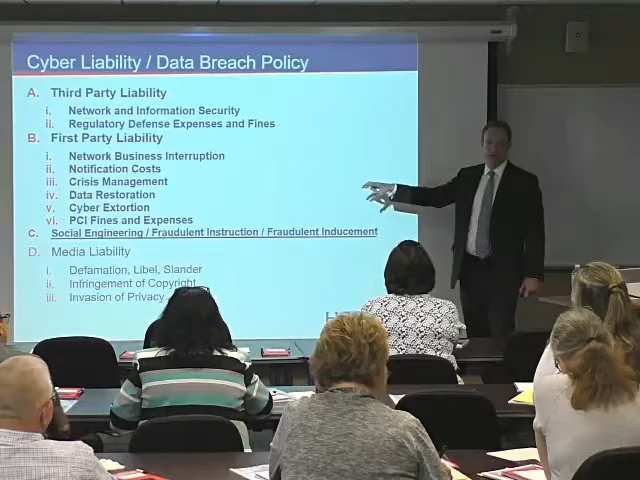 Cyber Liability / Data Breach Policy
A. Third Party Liability
i. Network and Information Security
ii. Regulatory Defense Expenses and Fines
B. First Party Liability
i. Network Business Interruption
ii. Notification Costs
iii. Crisis Management
iv. Data Restoration
v. Cyber Extortion
vi. PCI Fines and Expenses
C. Social Engineering / Fraudulent Instruction / Fraudulent Inducement
D. Media Liability
i. Defamation, Libel, Slander
ii. Infringement of Copyright
iii. Invasion of Privacy